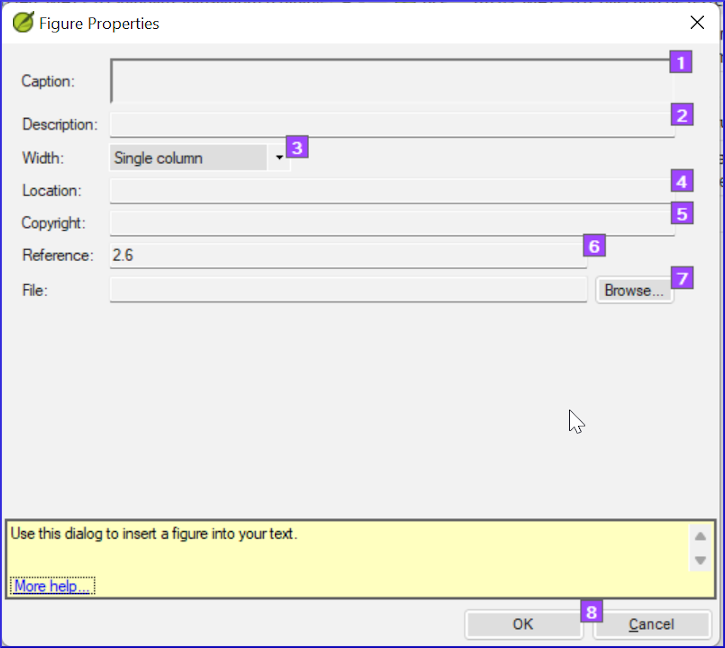 Figure Properties
Caption: 1
Description: 2
Width: Single column 3
Location: 4
Copyright: 5
Reference: 2.6 6
File: Browse... 7
Use this dialog to insert a figure into your text.
More help...
OK 8 Cancel